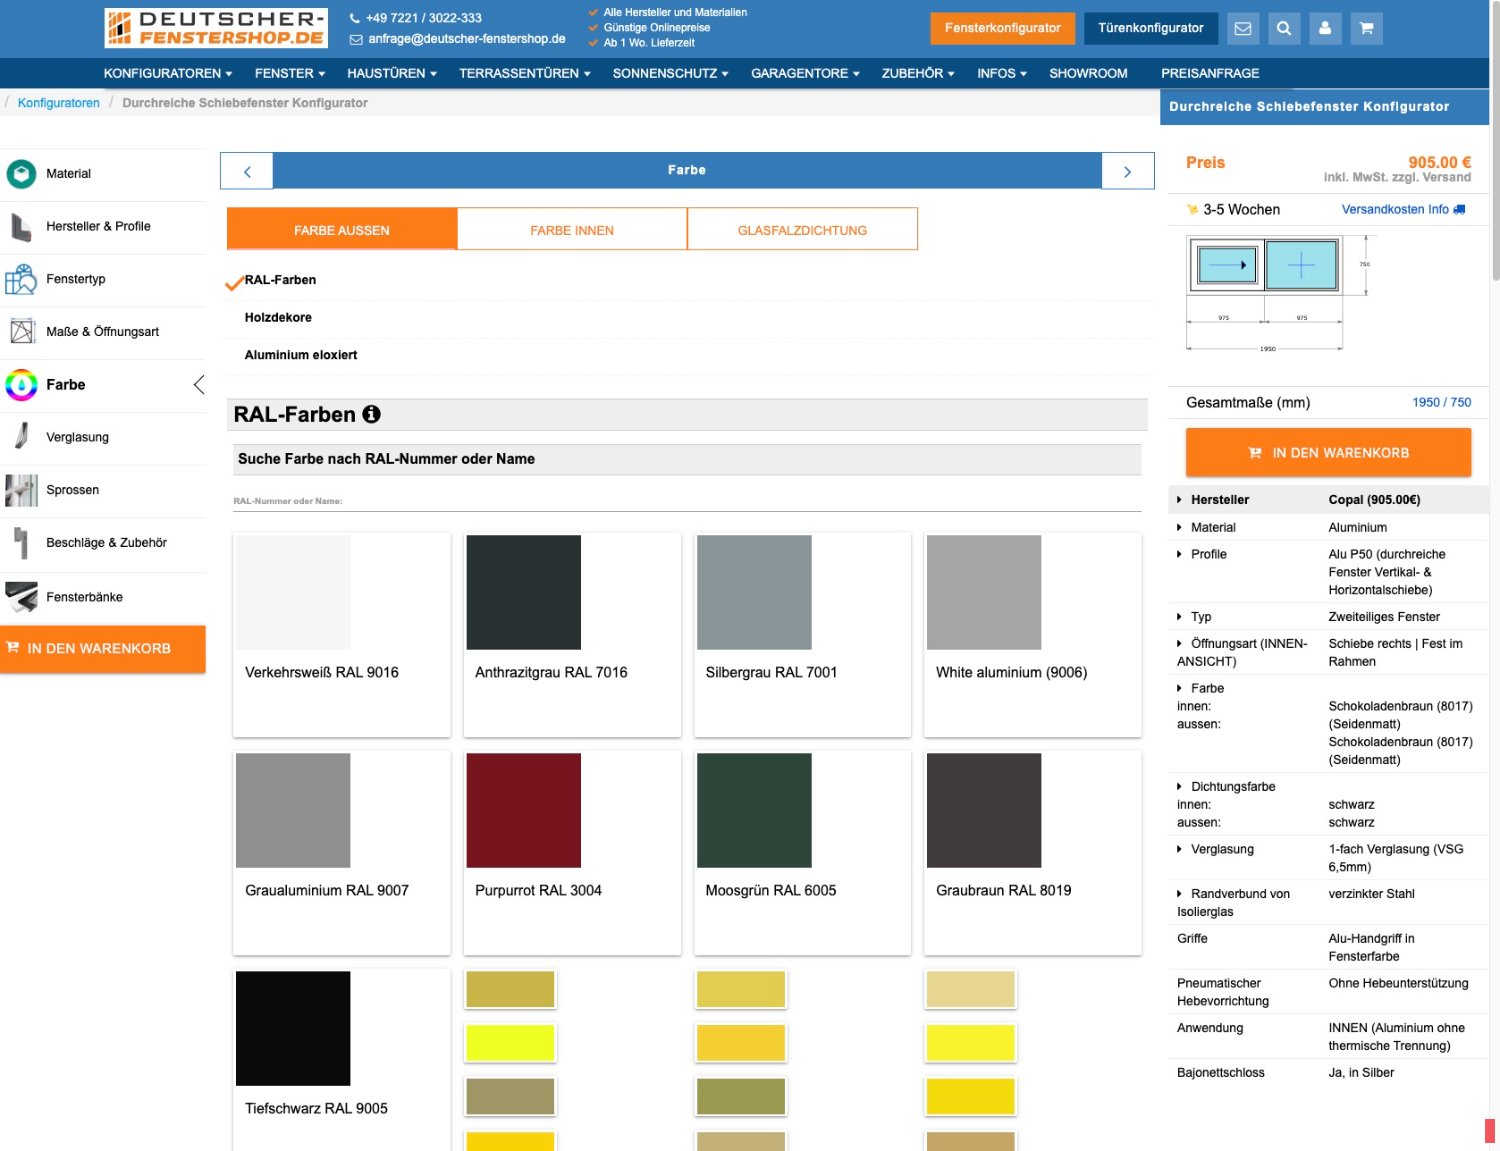 DEUTSCHER-
FENSTERSHOP.DE
+49 7221 / 3022-333
anfrage@deutscher-fenstershop.de
Alle Hersteller und Materialien
Günstige Onlinepreise
Ab 1 Wo. Lieferzeit
Fensterkonfigurator
Türenkonfigurator
KONFIGURATOREN FENSTER HAUSTÜREN TERRASSENTÜREN SONNENSCHUTZ GARAGENTORE ZUBEHÖR INFOS SHOWROOM PREISANFRAGE
/ Konfiguratoren / Durchreiche Schiebefenster Konfigurator
Material
Hersteller & Profile
Fenstertyp
Maße & Öffnungsart
Farbe
Verglasung
Sprossen
Beschläge & Zubehör
Fensterbänke
IN DEN WARENKORB
Farbe
FARBE AUSSEN FARBE INNEN GLASFALZDICHTUNG
RAL-Farben
Holzdekore
Aluminium eloxiert
RAL-Farben
Suche Farbe nach RAL-Nummer oder Name
RAL-Nummer oder Name:
Verkehrsweiß RAL 9016
Anthrazitgrau RAL 7016
Silbergrau RAL 7001
White aluminium (9006)
Graualuminium RAL 9007
Purpurrot RAL 3004
Moosgrün RAL 6005
Graubraun RAL 8019
Tiefschwarz RAL 9005
Durchreiche Schiebefenster Konfigurator
Preis 905.00 €
inkl. MwSt. zzgl. Versand
3-5 Wochen Versandkosten Info
750
975 975
1950
Gesamtmaße (mm) 1950 / 750
IN DEN WARENKORB
Hersteller Copal (905.00€)
Material Aluminium
Profile Alu P50 (durchreiche
Fenster Vertikal- &
Horizontalschiebe)
Typ Zweiteiliges Fenster
Öffnungsart (INNEN- Schiebe rechts | Fest im
ANSICHT) Rahmen
Farbe
innen: Schokoladenbraun (8017)
aussen: (Seidenmatt)
Schokoladenbraun (8017)
(Seidenmatt)
Dichtungsfarbe
innen: schwarz
aussen: schwarz
Verglasung 1-fach Verglasung (VSG
6,5mm)
Randverbund von verzinkter Stahl
Isolierglas
Griffe Alu-Handgriff in
Fensterfarbe
Pneumatischer Ohne Hebeunterstützung
Hebevorrichtung
Anwendung INNEN (Aluminium ohne
thermische Trennung)
Bajonettschloss Ja, in Silber